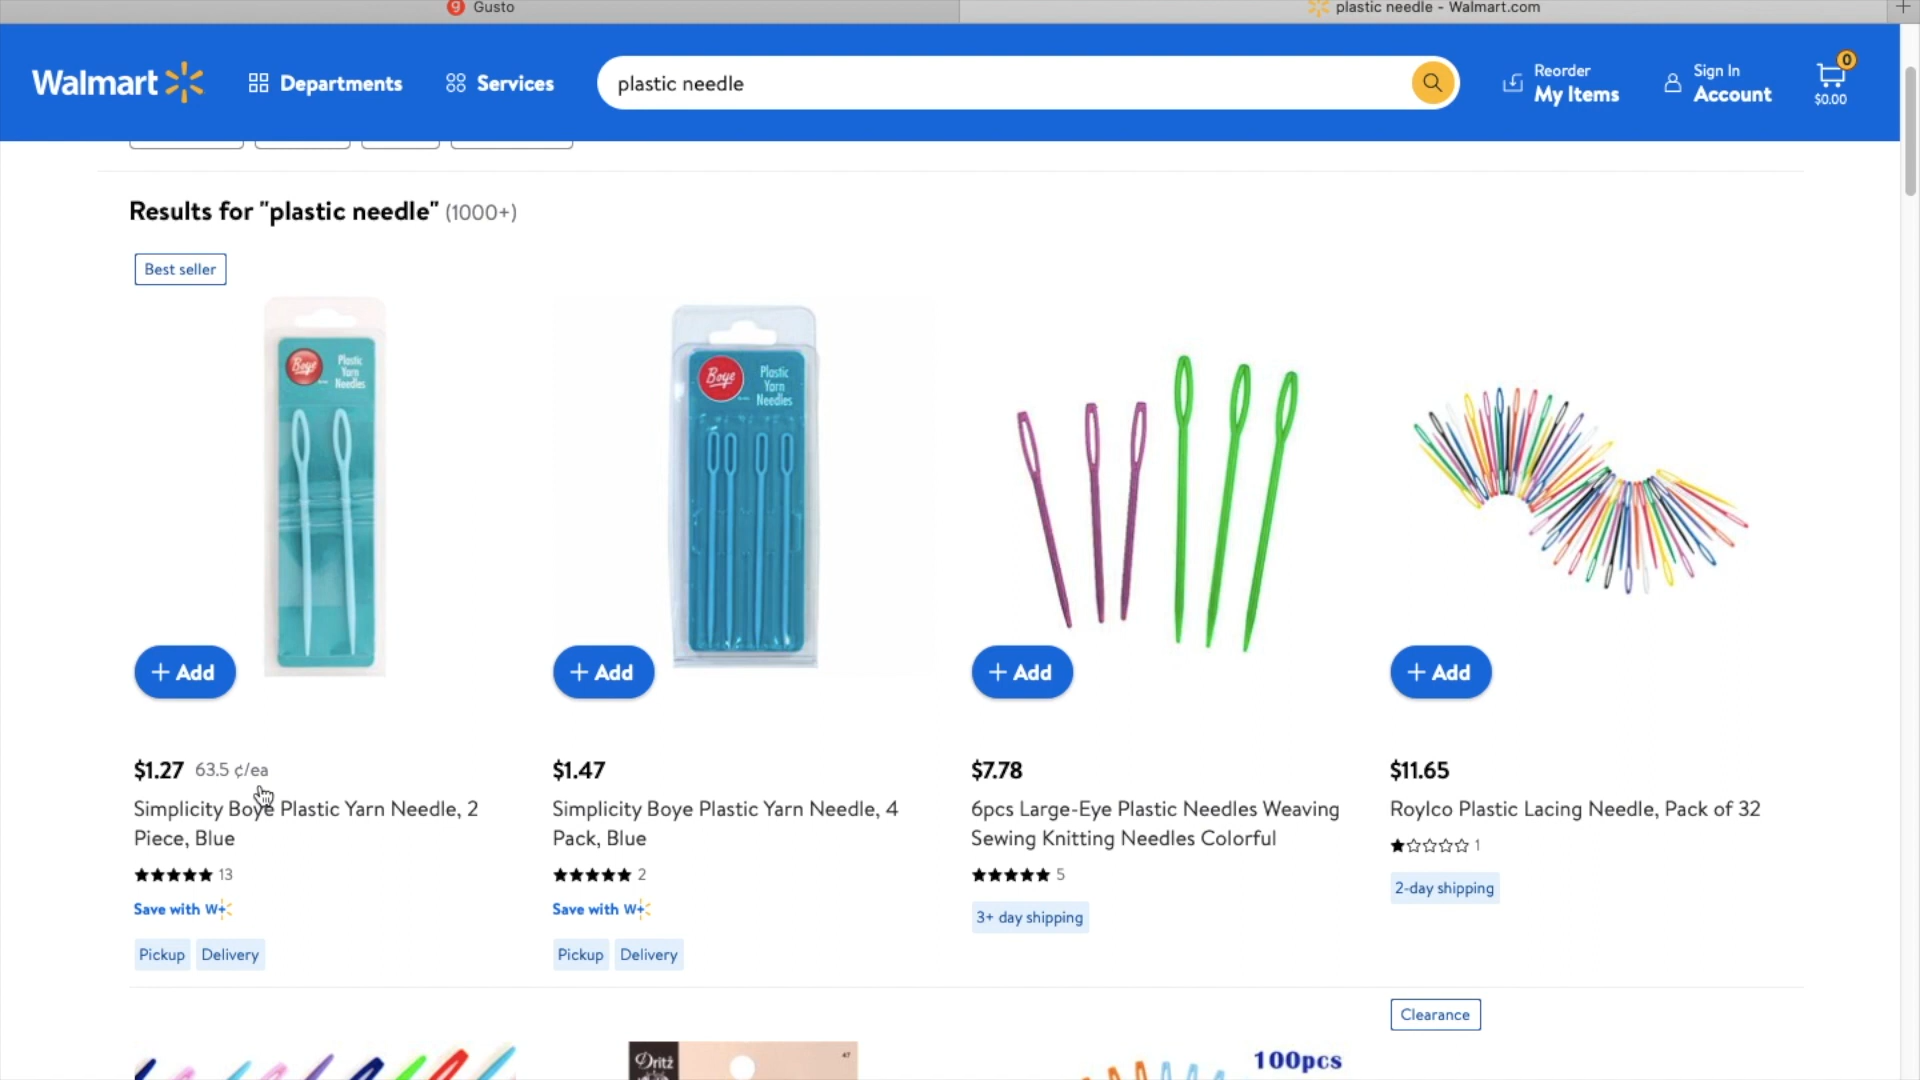 Gusto
plastic needle - Walmart.com
Walmart
Departments
Services
plastic needle
Reorder
My Items
Sign In
Account
0
$0.00
Results for "plastic needle" (1000+)
Best seller
Boye
Plastic
Yarn
Needles
Boye
Plastic
Yarn
Needles
+ Add
+ Add
+ Add
+ Add
$1.27 63.5 ¢/ea
Simplicity Boye Plastic Yarn Needle, 2
Piece, Blue
13
Save with W+
Pickup Delivery
$1.47
Simplicity Boye Plastic Yarn Needle, 4
Pack, Blue
2
Save with W+
Pickup Delivery
$7.78
6pcs Large-Eye Plastic Needles Weaving
Sewing Knitting Needles Colorful
5
3+ day shipping
$11.65
Roylco Plastic Lacing Needle, Pack of 32
1
2-day shipping
Clearance
Dritz
47
100pcs